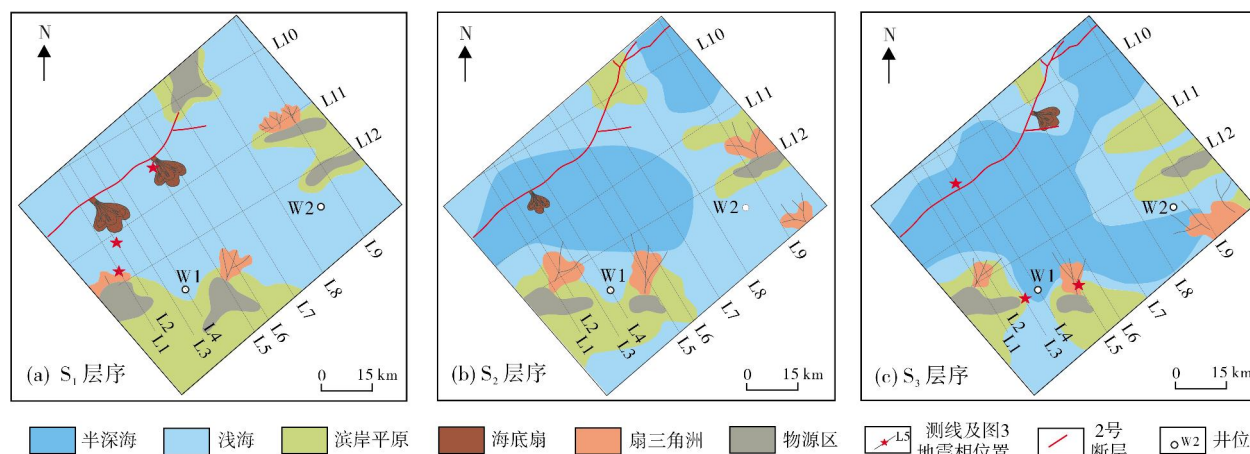 N
L10
L11
L12
W2
L9
W1
L8
L7
L2
L4
L6
L1
L3
L5
(a) S₁ 层序
0 15 km
N
L10
L11
L12
W2
L9
W1
L8
L7
L2
L4
L6
L1
L3
L5
(b) S₂ 层序
0 15 km
N
L10
L11
L12
W2
L9
W1
L8
L7
L2
L4
L6
L1
L3
L5
(c) S₃ 层序
0 15 km
半深海
浅海
滨岸平原
海底扇
扇三角洲
物源区
L5
测线及图3
地震相位置
2号
断层
W2
井位